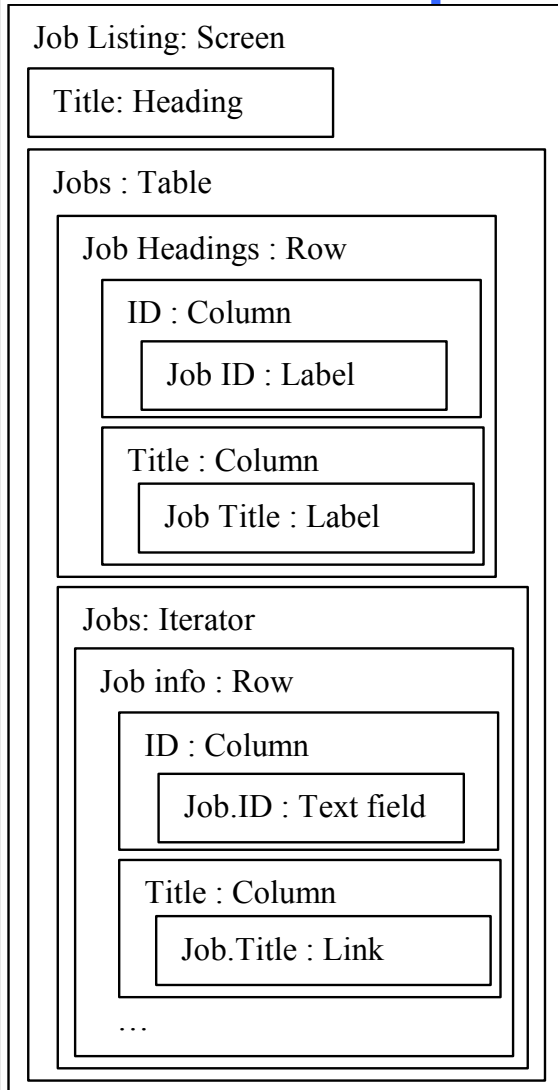 Job Listing: Screen
Title: Heading
Jobs : Table
Job Headings : Row
ID : Column
Job ID : Label
Title : Column
Job Title : Label
Jobs: Iterator
Job info : Row
ID : Column
Job.ID : Text field
Title : Column
Job.Title : Link
…